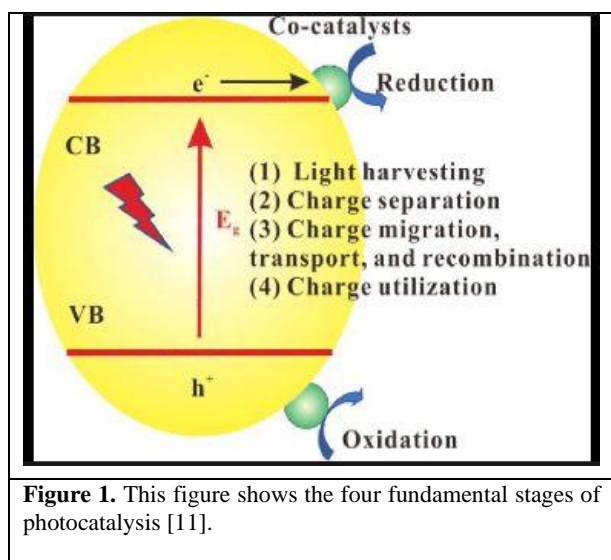 Co-catalysts
e⁻
Reduction
CB
(1) Light harvesting
(2) Charge separation
E_g
(3) Charge migration,
transport, and recombination
(4) Charge utilization
VB
h⁺
Oxidation
Figure 1. This figure shows the four fundamental stages of
photocatalysis [11].